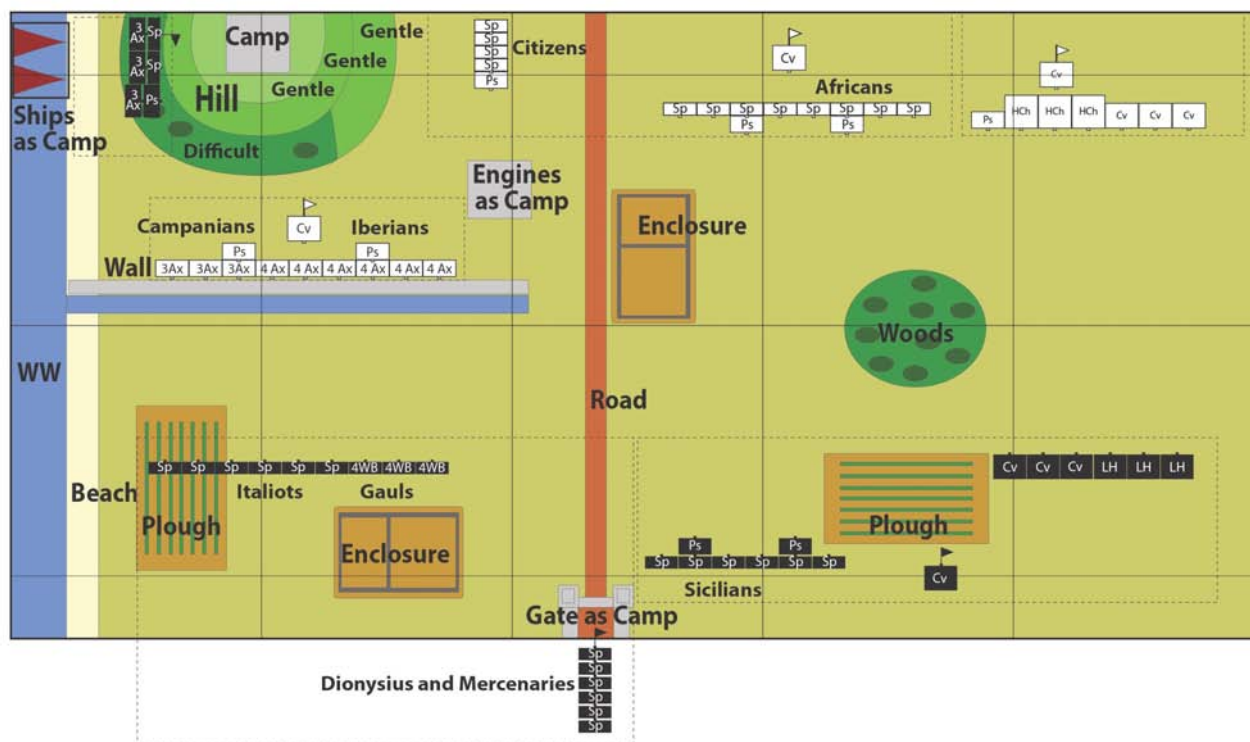 3 Ax
Sp
3 Ax
Sp
3 Ax
Ps
Camp
Gentle
Gentle
Gentle
Hill
Difficult
Ships
as Camp
Sp
Sp
Sp
Sp
Ps
Citizens
Cv
Africans
Sp Sp Sp Sp Sp Sp Sp Sp
Ps Ps
Cv
Ps HCh HCh HCh Cv Cv Cv
Engines
as Camp
Enclosure
Campanians
Cv
Iberians
Ps Ps
Wall
3Ax 3Ax 3Ax 4 Ax 4 Ax 4 Ax 4 Ax 4 Ax 4 Ax
Woods
WW
Road
Sp Sp Sp Sp Sp Sp 4WB 4WB 4WB
Italiots
Gauls
Beach
Plough
Enclosure
Cv Cv Cv LH LH LH
Plough
Ps Ps
Sp Sp Sp Sp Sp Sp
Sicilians
Cv
Gate as Camp
Dionysius and Mercenaries
Sp
Sp
Sp
Sp
Sp
Sp